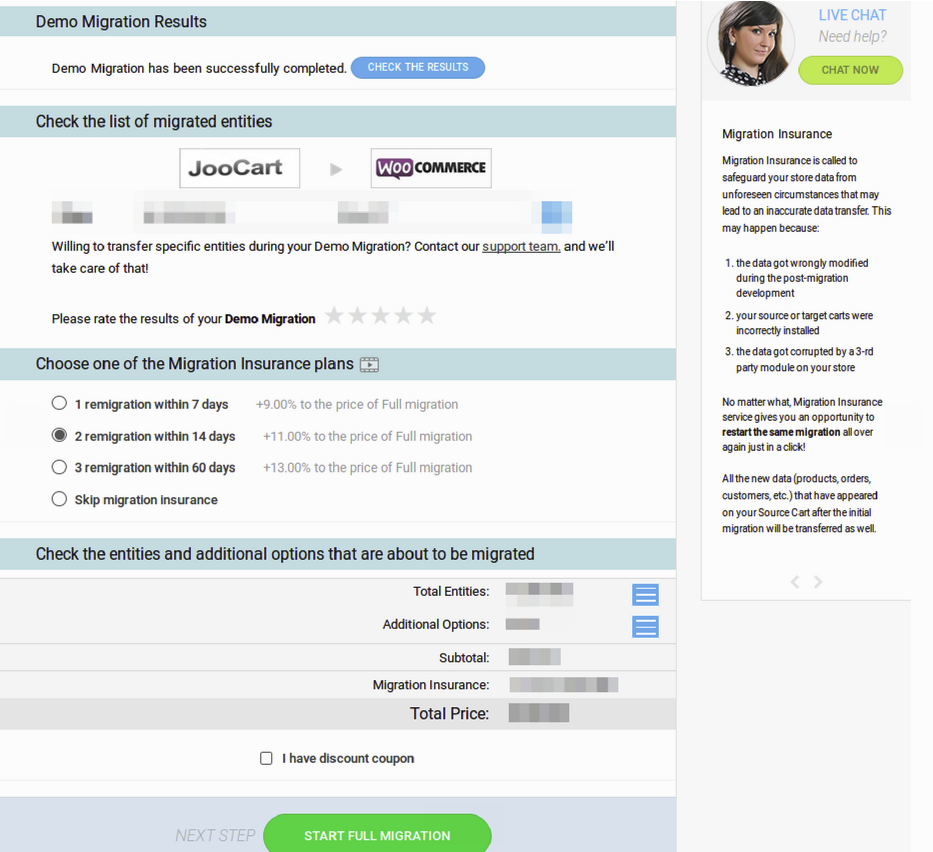 Demo Migration Results
Demo Migration has been successfully completed. CHECK THE RESULTS
Check the list of migrated entities
JooCart WOO COMMERCE
Willing to transfer specific entities during your Demo Migration? Contact our support team. and we'll
take care of that!
Please rate the results of your Demo Migration
Choose one of the Migration Insurance plans
1 remigration within 7 days +9.00% to the price of Full migration
2 remigration within 14 days +11.00% to the price of Full migration
3 remigration within 60 days +13.00% to the price of Full migration
Skip migration insurance
Check the entities and additional options that are about to be migrated
Total Entities:
Additional Options:
Subtotal:
Migration Insurance:
Total Price:
I have discount coupon
NEXT STEP START FULL MIGRATION
LIVE CHAT
Need help?
CHAT NOW
Migration Insurance
Migration Insurance is called to
safeguard your store data from
unforeseen circumstances that may
lead to an inaccurate data transfer. This
may happen because:
1. the data got wrongly modified
during the post-migration
development
2. your source or target carts were
incorrectly installed
3. the data got corrupted by a 3-rd
party module on your store
No matter what, Migration Insurance
service gives you an opportunity to
restart the same migration all over
again just in a click!
All the new data (products, orders,
customers, etc.) that have appeared
on your Source Cart after the initial
migration will be transferred as well.